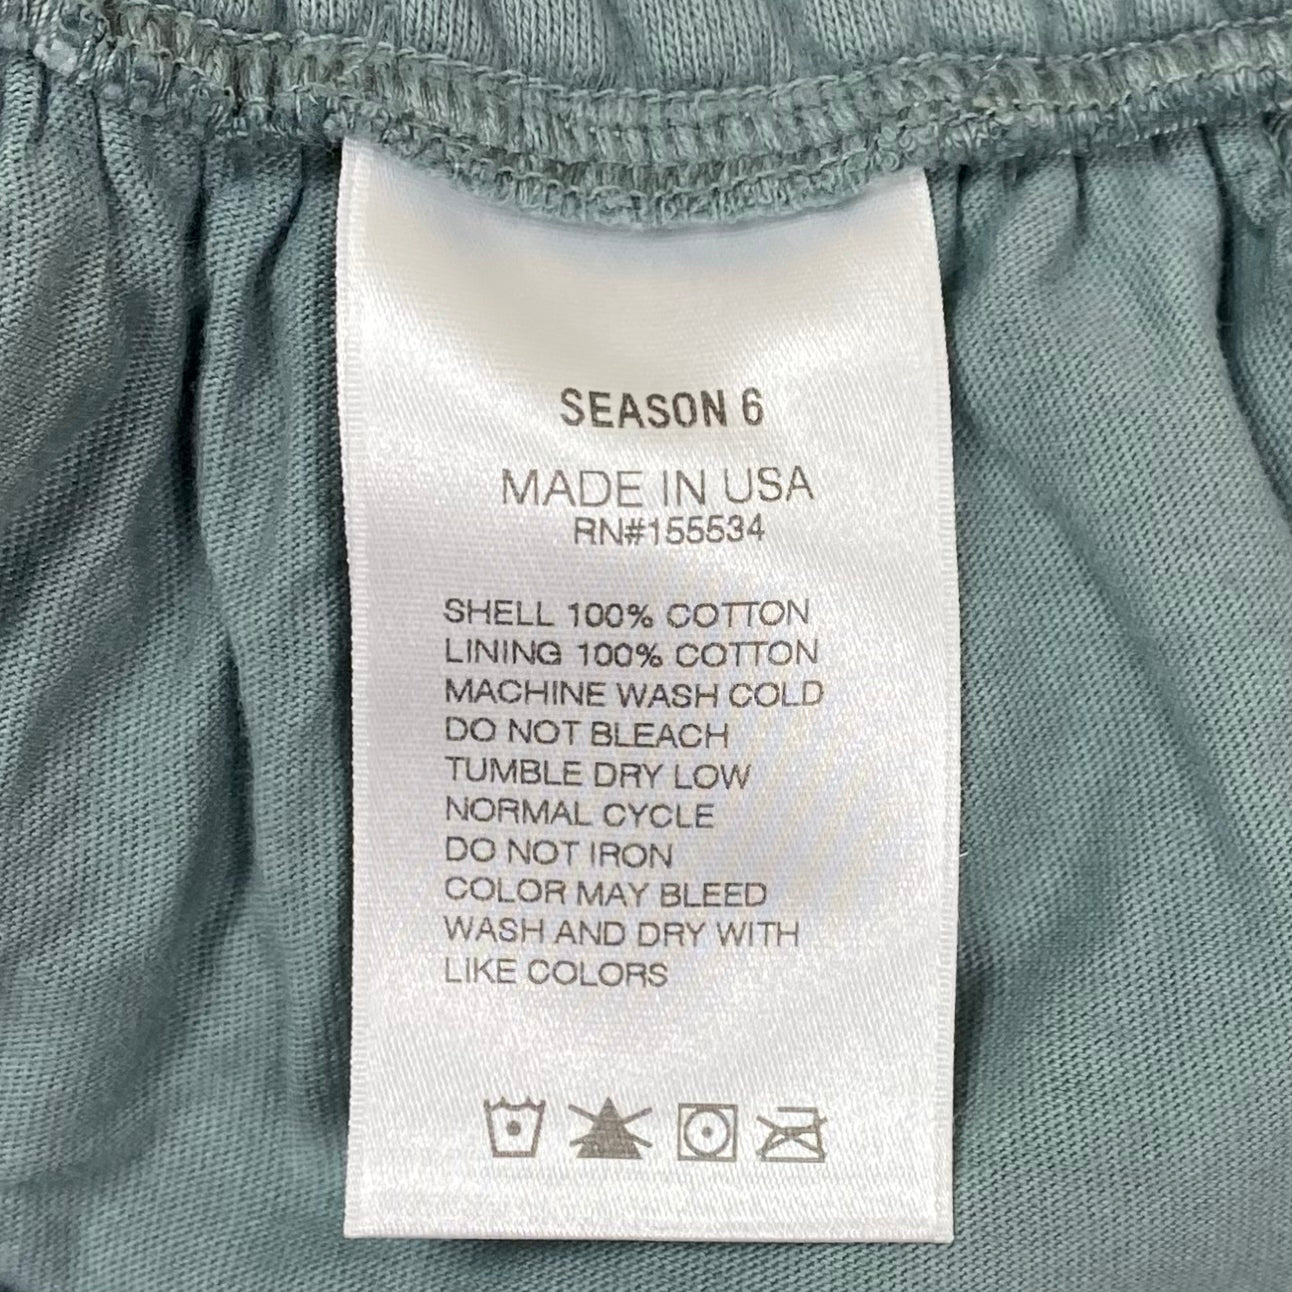 SEASON 6
MADE IN USA
RN#155534
SHELL 100% COTTON
LINING 100% COTTON
MACHINE WASH COLD
DO NOT BLEACH
TUMBLE DRY LOW
NORMAL CYCLE
DO NOT IRON
COLOR MAY BLEED
WASH AND DRY WITH
LIKE COLORS